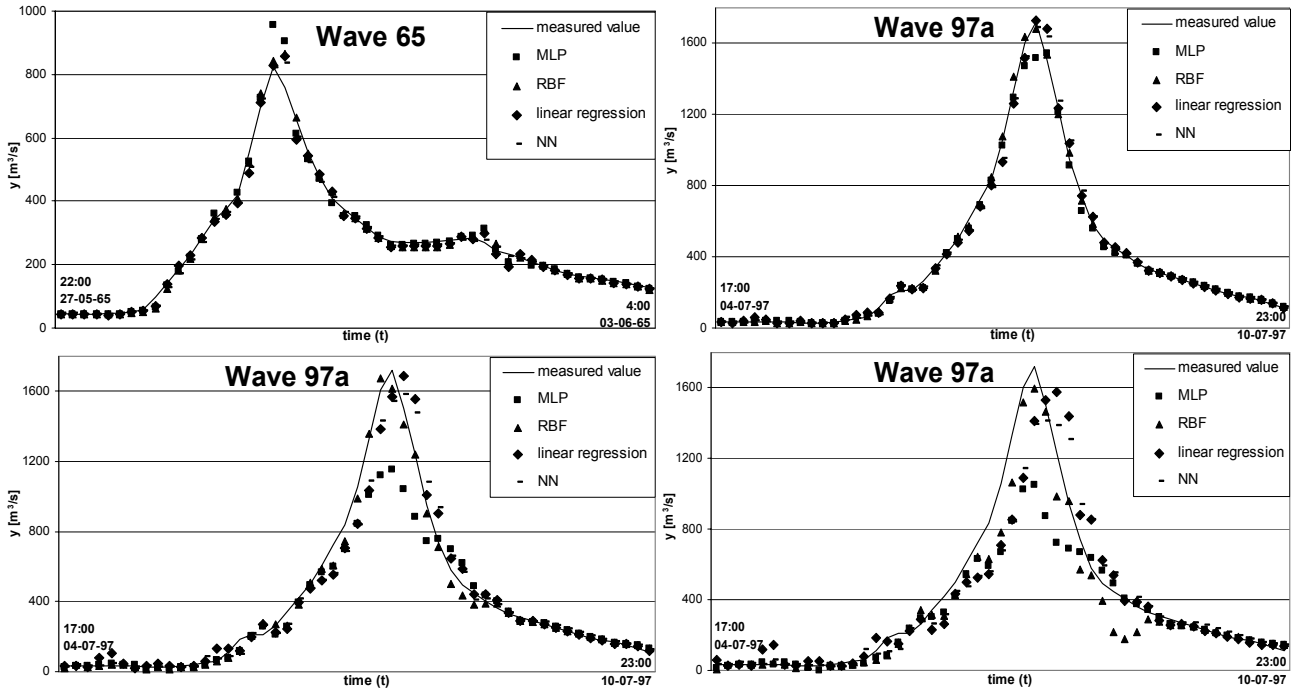 Wave 65
measured value
MLP
RBF
linear regression
NN
y [m³/s]
1000
800
600
400
200
0
22:00
27-05-65
4:00
03-06-65
time (t)
Wave 97a
measured value
MLP
RBF
linear regression
NN
y [m³/s]
1600
1200
800
400
0
17:00
04-07-97
23:00
10-07-97
time (t)
Wave 97a
measured value
MLP
RBF
linear regression
NN
y [m³/s]
1600
1200
800
400
0
17:00
04-07-97
23:00
10-07-97
time (t)
Wave 97a
measured value
MLP
RBF
linear regression
NN
y [m³/s]
1600
1200
800
400
0
17:00
04-07-97
23:00
10-07-97
time (t)